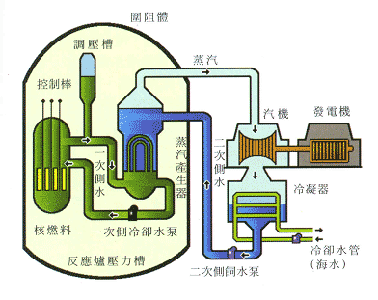 圍阻體
調壓槽
控制棒
蒸汽
汽機
發電機
一次側水
蒸汽產生器
二次側水
冷凝器
核燃料
次側冷卻水泵
冷卻水管
(海水)
反應爐壓力槽
二次側飼水泵